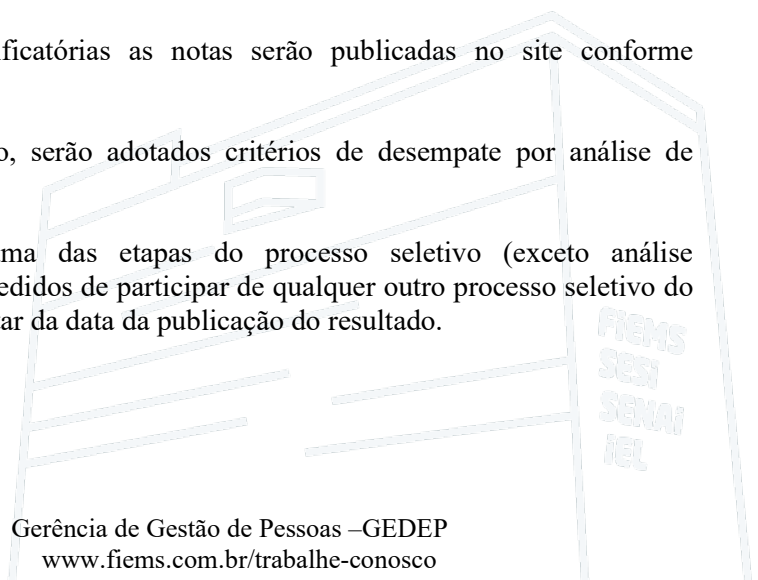 ificatórias as notas serão publicadas no site conforme
o, serão adotados critérios de desempate por análise de
ma das etapas do processo seletivo (exceto análise
edidos de participar de qualquer outro processo seletivo do
tar da data da publicação do resultado.
FIEMS
SESI
SENAI
IEL
Gerência de Gestão de Pessoas –GEDEP
www.fiems.com.br/trabalhe-conosco